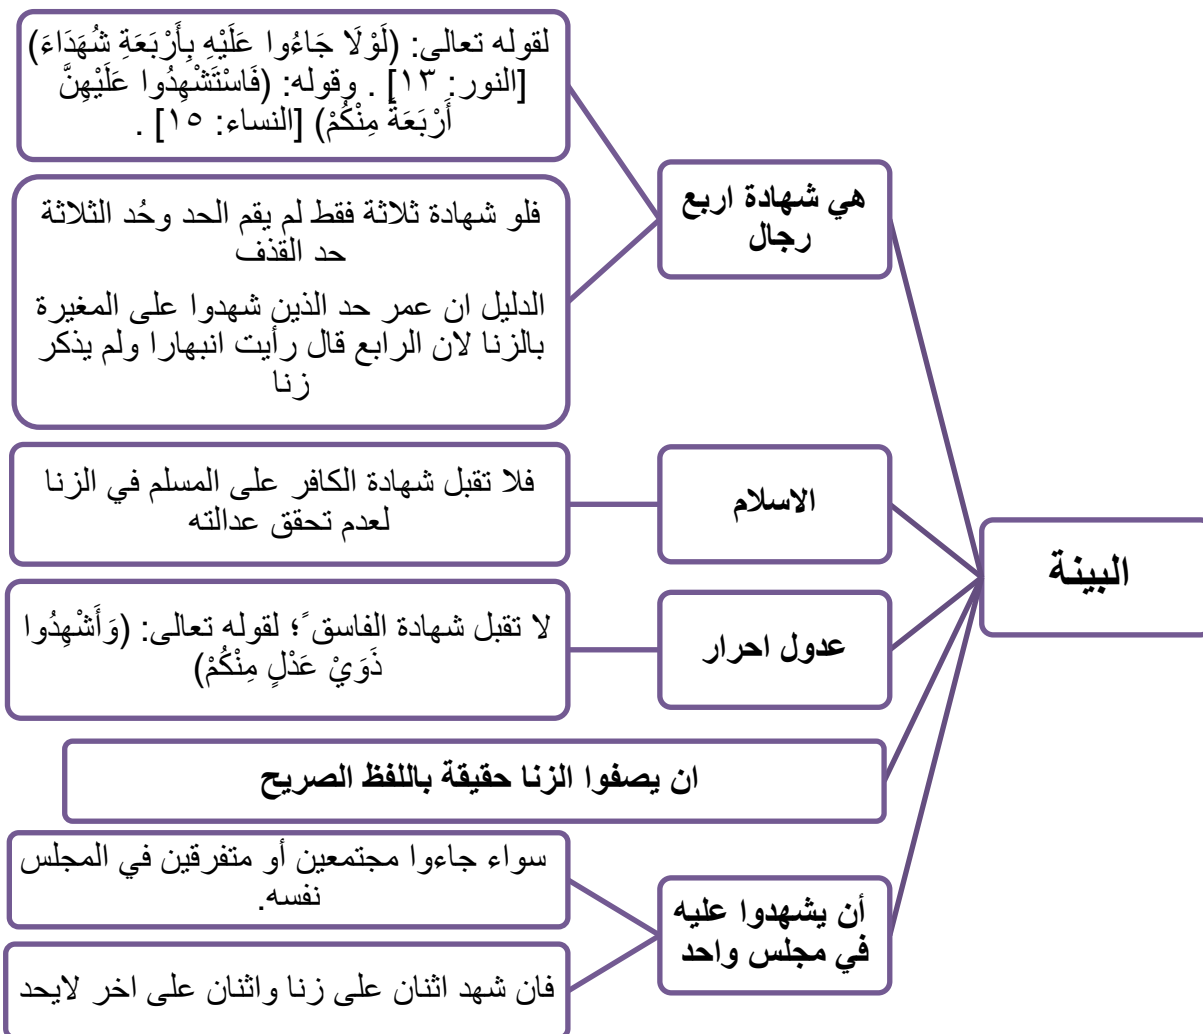 البينة
هي شهادة اربع
رجال
لقوله تعالى: (لَوْلَا جَاءُوا عَلَيْهِ بِأَرْبَعَةِ شُهَدَاءَ)
[النور: ١٣] . وقوله: (فَاسْتَشْهِدُوا عَلَيْهِنَّ
أَرْبَعَةً مِنْكُمْ) [النساء: ١٥] .
فلو شهادة ثلاثة فقط لم يقم الحد وحُد الثلاثة
حد القذف
الدليل ان عمر حد الذين شهدوا على المغيرة
بالزنا لان الرابع قال رأيت انبهارا ولم يذكر
زنا
الاسلام
فلا تقبل شهادة الكافر على المسلم في الزنا
لعدم تحقق عدالته
عدول احرار
لا تقبل شهادة الفاسق ً؛ لقوله تعالى: (وَأَشْهِدُوا
ذَوَيْ عَدْلٍ مِنْكُمْ)
ان يصفوا الزنا حقيقة باللفظ الصريح
أن يشهدوا عليه
في مجلس واحد
سواء جاءوا مجتمعين أو متفرقين في المجلس
نفسه.
فان شهد اثنان على زنا واثنان على اخر لايحد